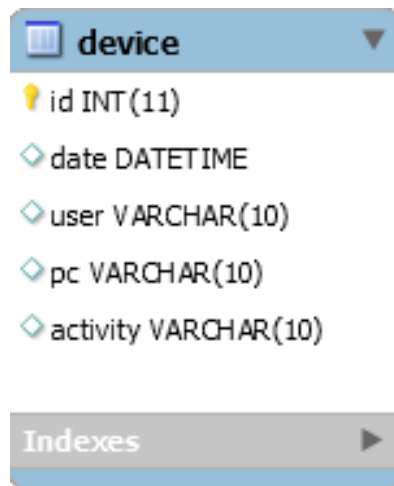 device
id INT(11)
date DATETIME
user VARCHAR(10)
pc VARCHAR(10)
activity VARCHAR(10)
Indexes